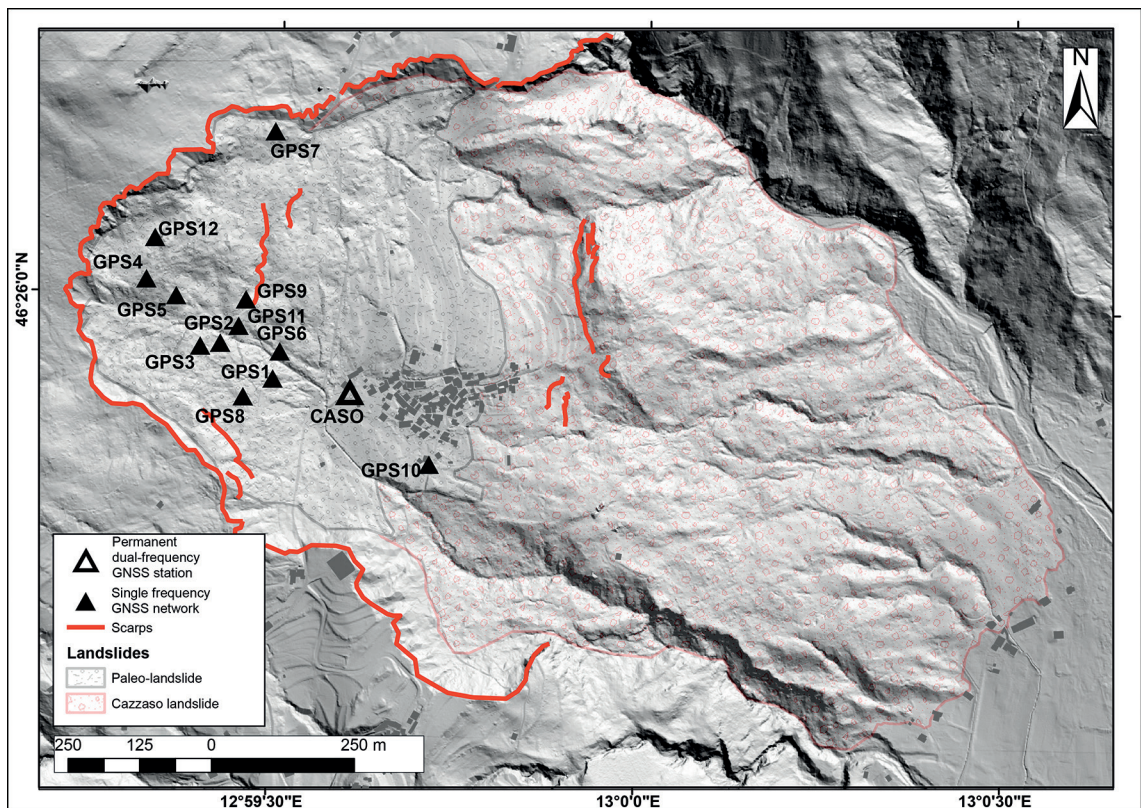 N
GPS7
GPS12
GPS4
46°26'0"N
GPS5
GPS9
GPS11
GPS2
GPS6
GPS3
GPS1
GPS8
CASO
GPS10
Permanent
dual-frequency
GNSS station
Single frequency
GNSS network
Scarps
Landslides
Paleo-landslide
Cazzaso landslide
250 125 0 250 m
12°59'30"E 13°0'0"E 13°0'30"E